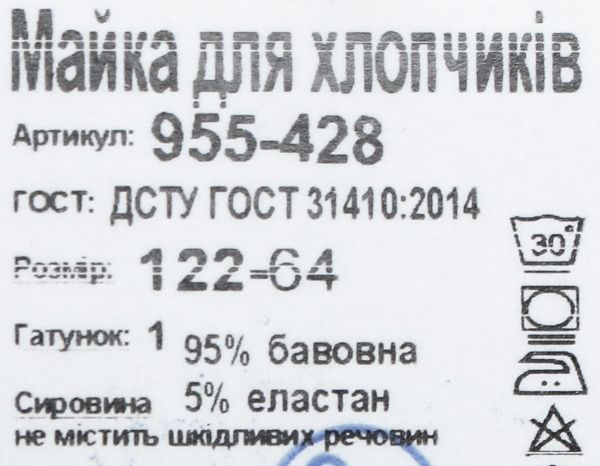 Майка для хлопчиків
Артикул: 955-428
ГОСТ: ДСТУ ГОСТ 31410:2014
Розмір: 122-64
30°
Гатунок: 1
95% бавовна
Сировина 5% еластан
не містить шкідливих речовин